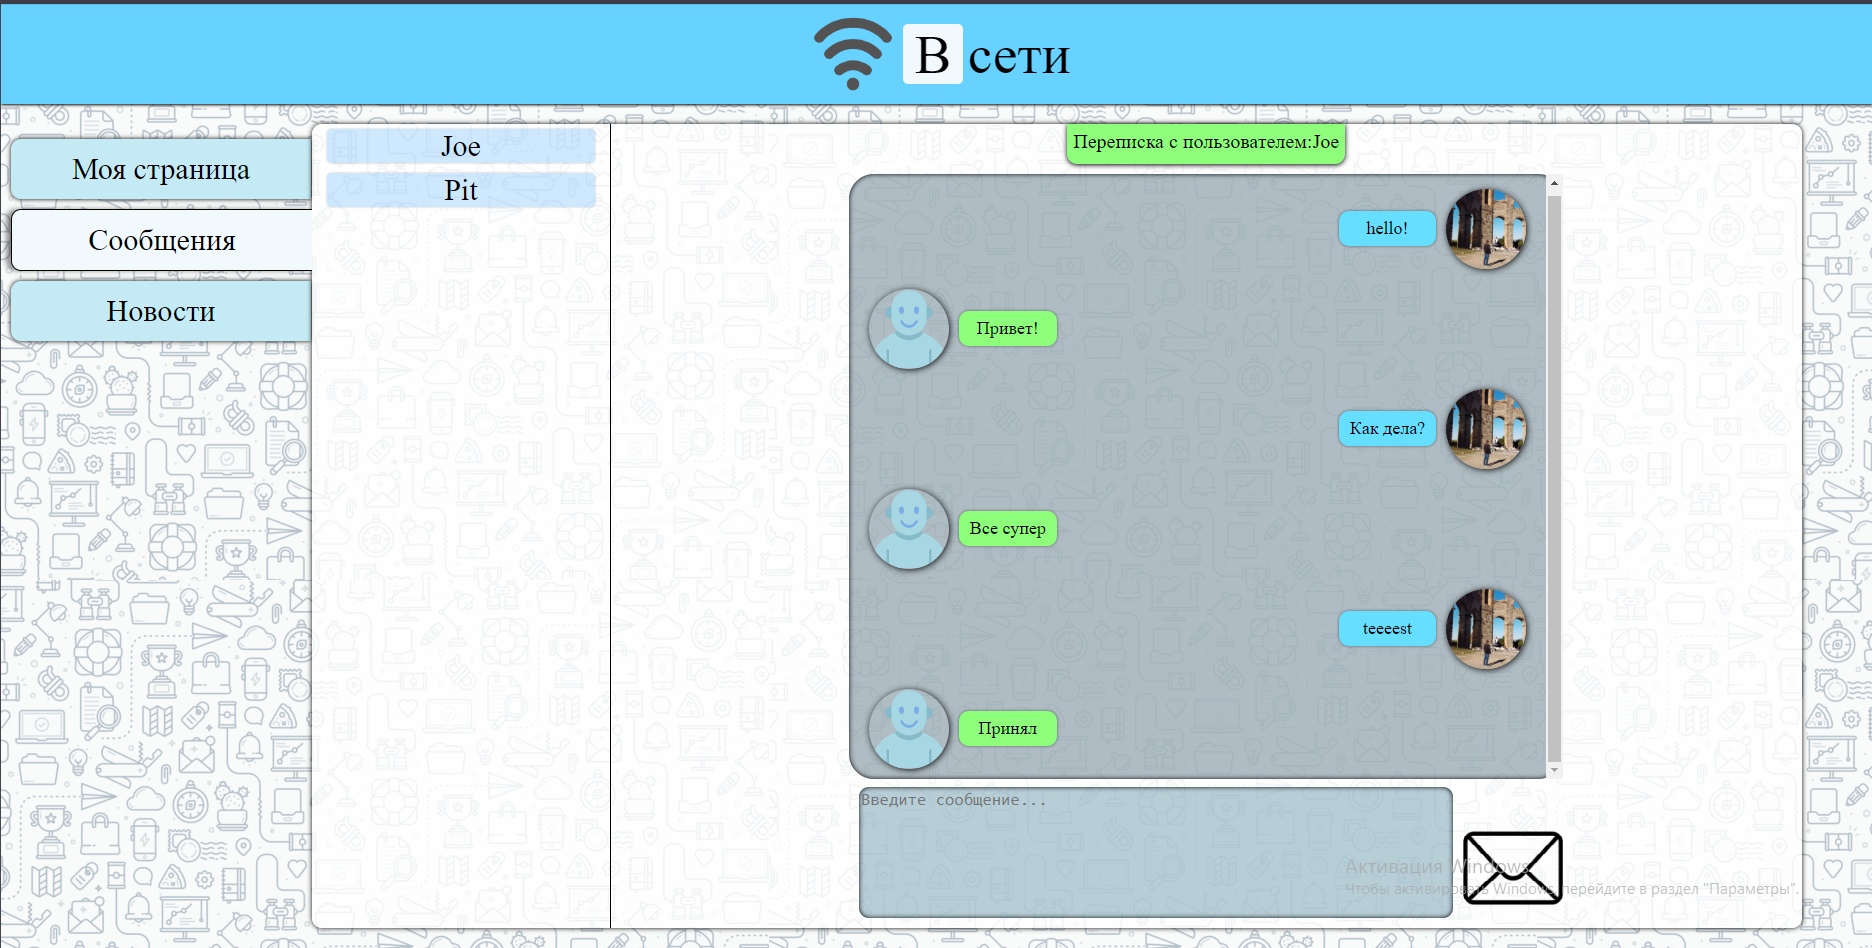 В сети
Моя страница
Сообщения
Новости
Joe
Pit
Переписка с пользователем:Joe
hello!
Привет!
Как дела?
Все супер
teeeest
Принял
Введите сообщение...
Активация Windows
Чтобы активировать Windows, перейдите в раздел "Параметры".